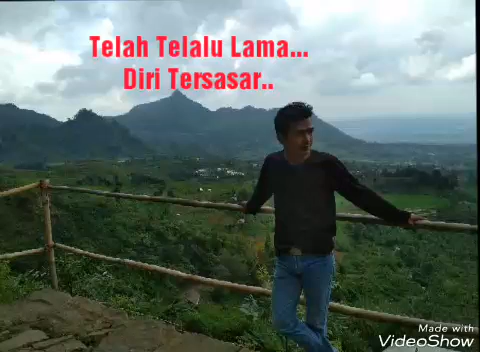 Telah Telalu Lama...
Diri Tersasar..
Made with
VideoShow